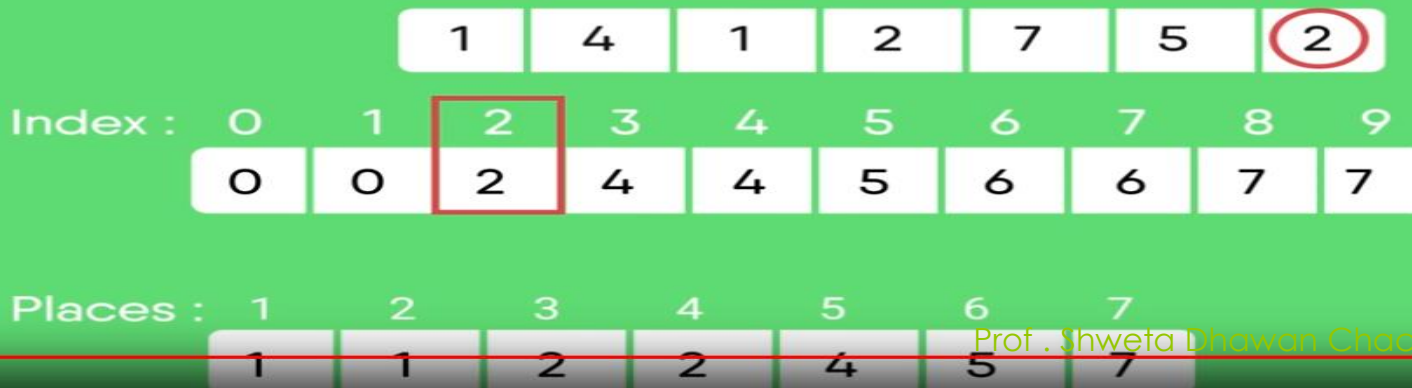 1 4 1 2 7 5 2
Index : 0 1 2 3 4 5 6 7 8 9
0 0 2 4 4 5 6 6 7 7
Places : 1 2 3 4 5 6 7
Prof . Shweta Dhawan
1 1 2 2 4 5 7